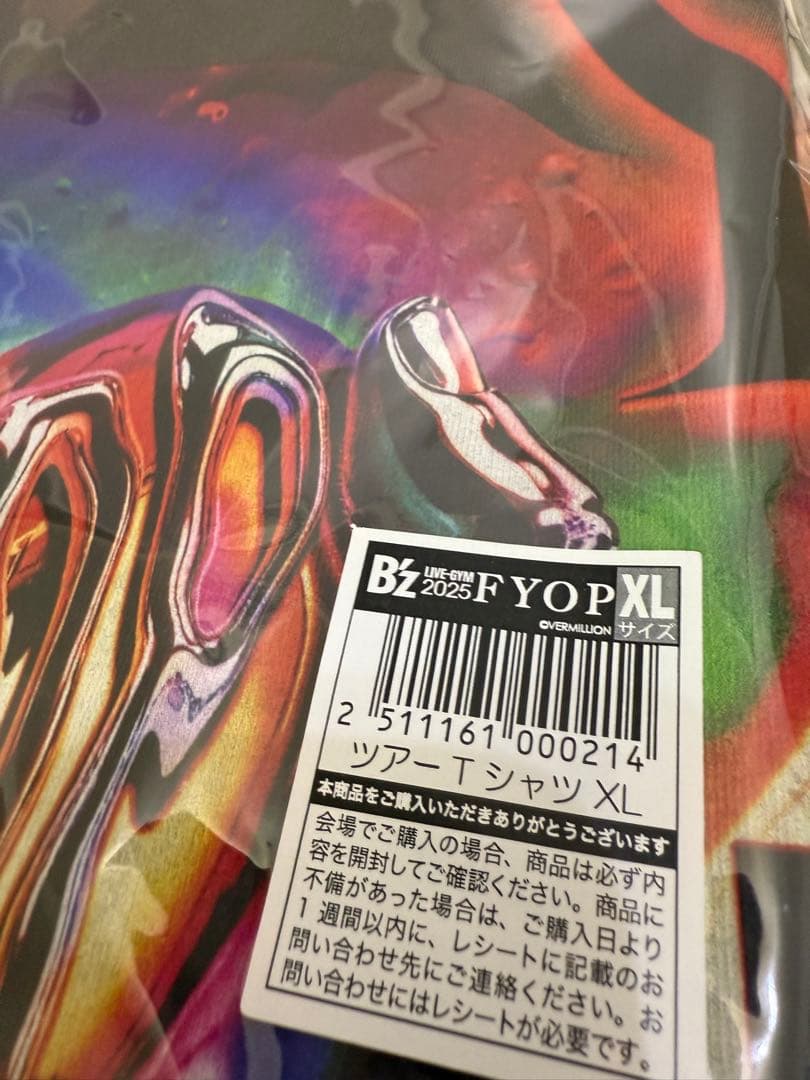 B'z LIVE-GYM 2025 FYOP XL サイズ
©VERMILLION
2 511161 000214
ツアーTシャツ XL
本商品をご購入いただきありがとうございます
会場でご購入の場合、商品は必ず内
容を開封してご確認ください。商品に
不備があった場合は、ご購入日より
1週間以内に、レシートに記載のお
問い合わせ先にご連絡ください。お
問い合わせにはレシートが必要です。